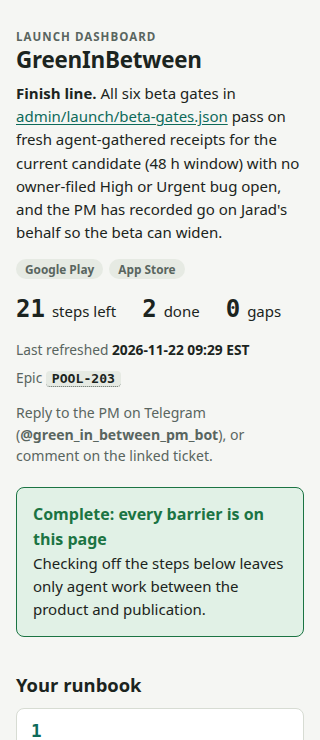 LAUNCH DASHBOARD
GreenInBetween
Finish line. All six beta gates in
admin/launch/beta-gates.json pass on
fresh agent-gathered receipts for the
current candidate (48 h window) with no
owner-filed High or Urgent bug open,
and the PM has recorded go on Jarad's
behalf so the beta can widen.
Google Play App Store
21 steps left 2 done 0 gaps
Last refreshed 2026-11-22 09:29 EST
Epic POOL-203
Reply to the PM on Telegram
(@green_in_between_pm_bot), or
comment on the linked ticket.
Complete: every barrier is on
this page
Checking off the steps below leaves
only agent work between the
product and publication.
Your runbook
1